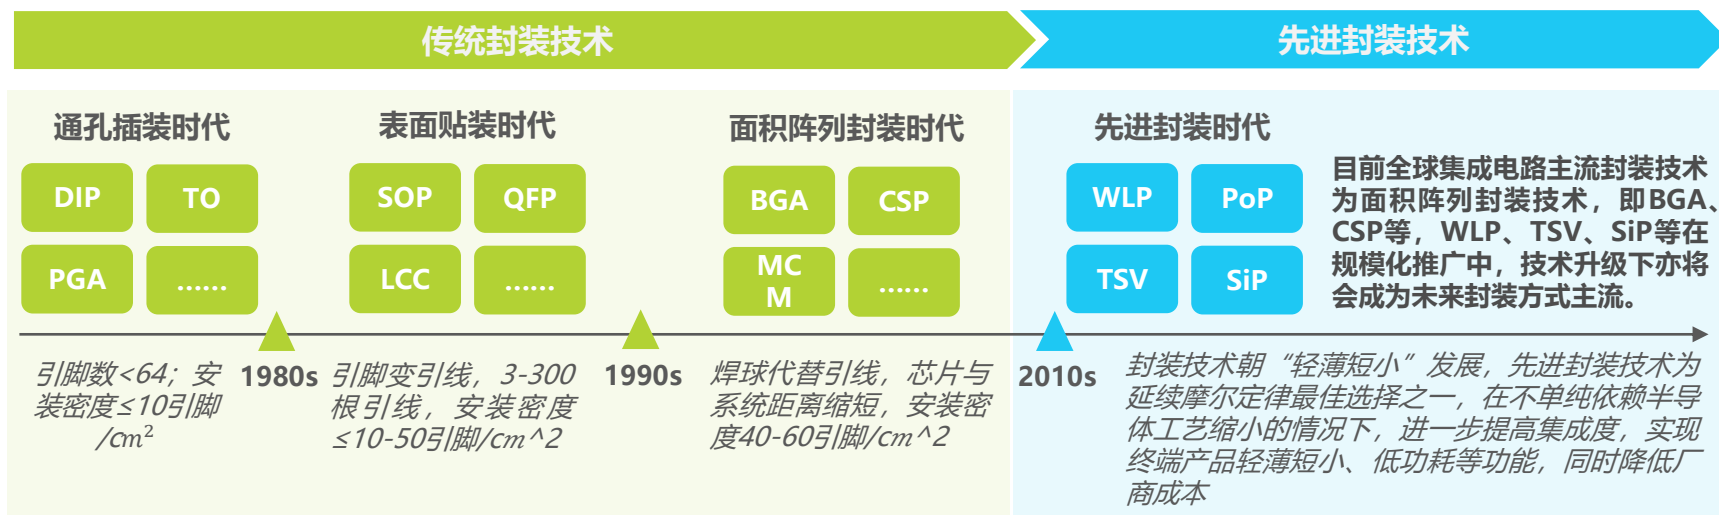 传统封装技术
先进封装技术
通孔插装时代
DIP
TO
PGA
......
表面贴装时代
SOP
QFP
LCC
......
面积阵列封装时代
BGA
CSP
MC
M
......
先进封装时代
WLP
PoP
TSV
SiP
目前全球集成电路主流封装技术
为面积阵列封装技术，即BGA、
CSP等，WLP、TSV、SiP等在
规模化推广中，技术升级下亦将
会成为未来封装方式主流。
引脚数<64；安
装密度≤10引脚
/cm²
1980s
引脚变引线，3-300
根引线，安装密度
≤10-50引脚/cm^2
1990s
焊球代替引线，芯片与
系统距离缩短，安装密
度40-60引脚/cm^2
2010s
封装技术朝“轻薄短小”发展，先进封装技术为
延续摩尔定律最佳选择之一，在不单纯依赖半导
体工艺缩小的情况下，进一步提高集成度，实现
终端产品轻薄短小、低功耗等功能，同时降低厂
商成本